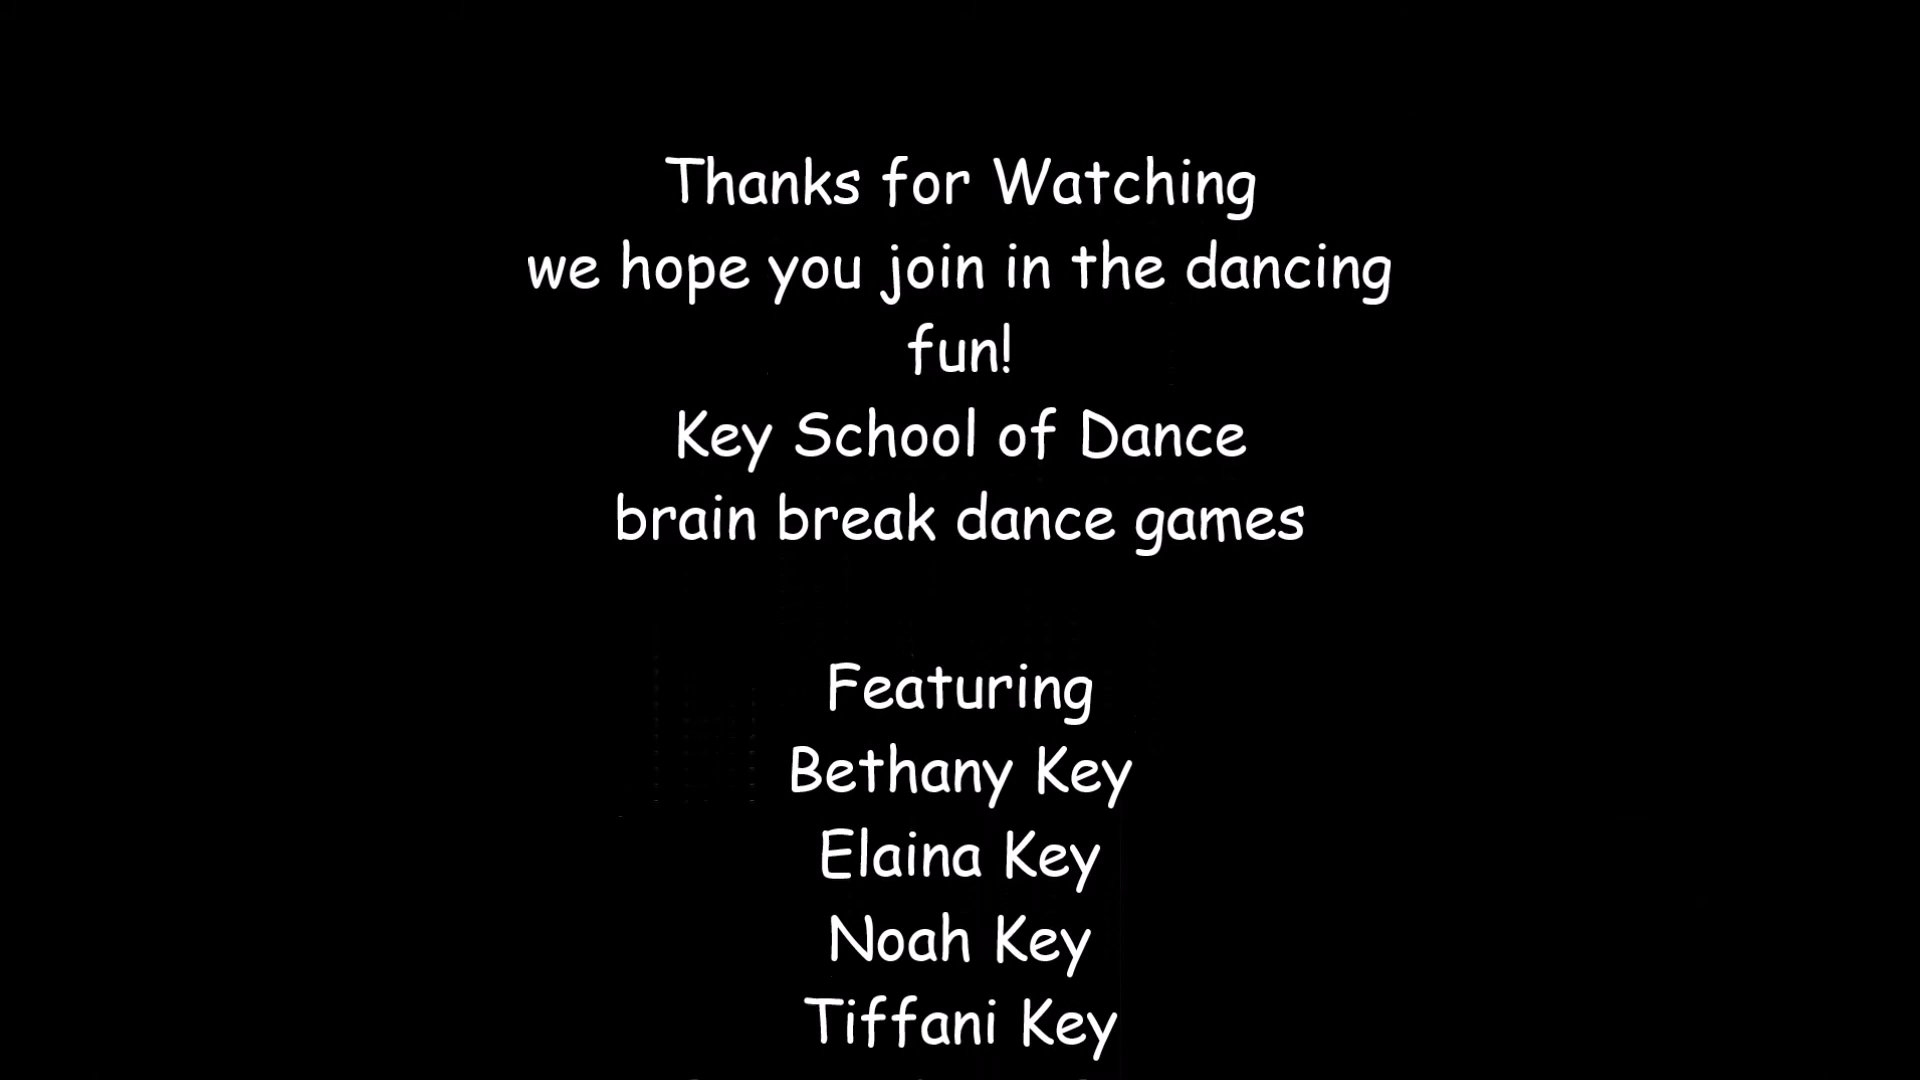 Thanks for Watching
we hope you join in the dancing
fun!
Key School of Dance
brain break dance games
Featuring
Bethany Key
Elaina Key
Noah Key
Tiffani Key